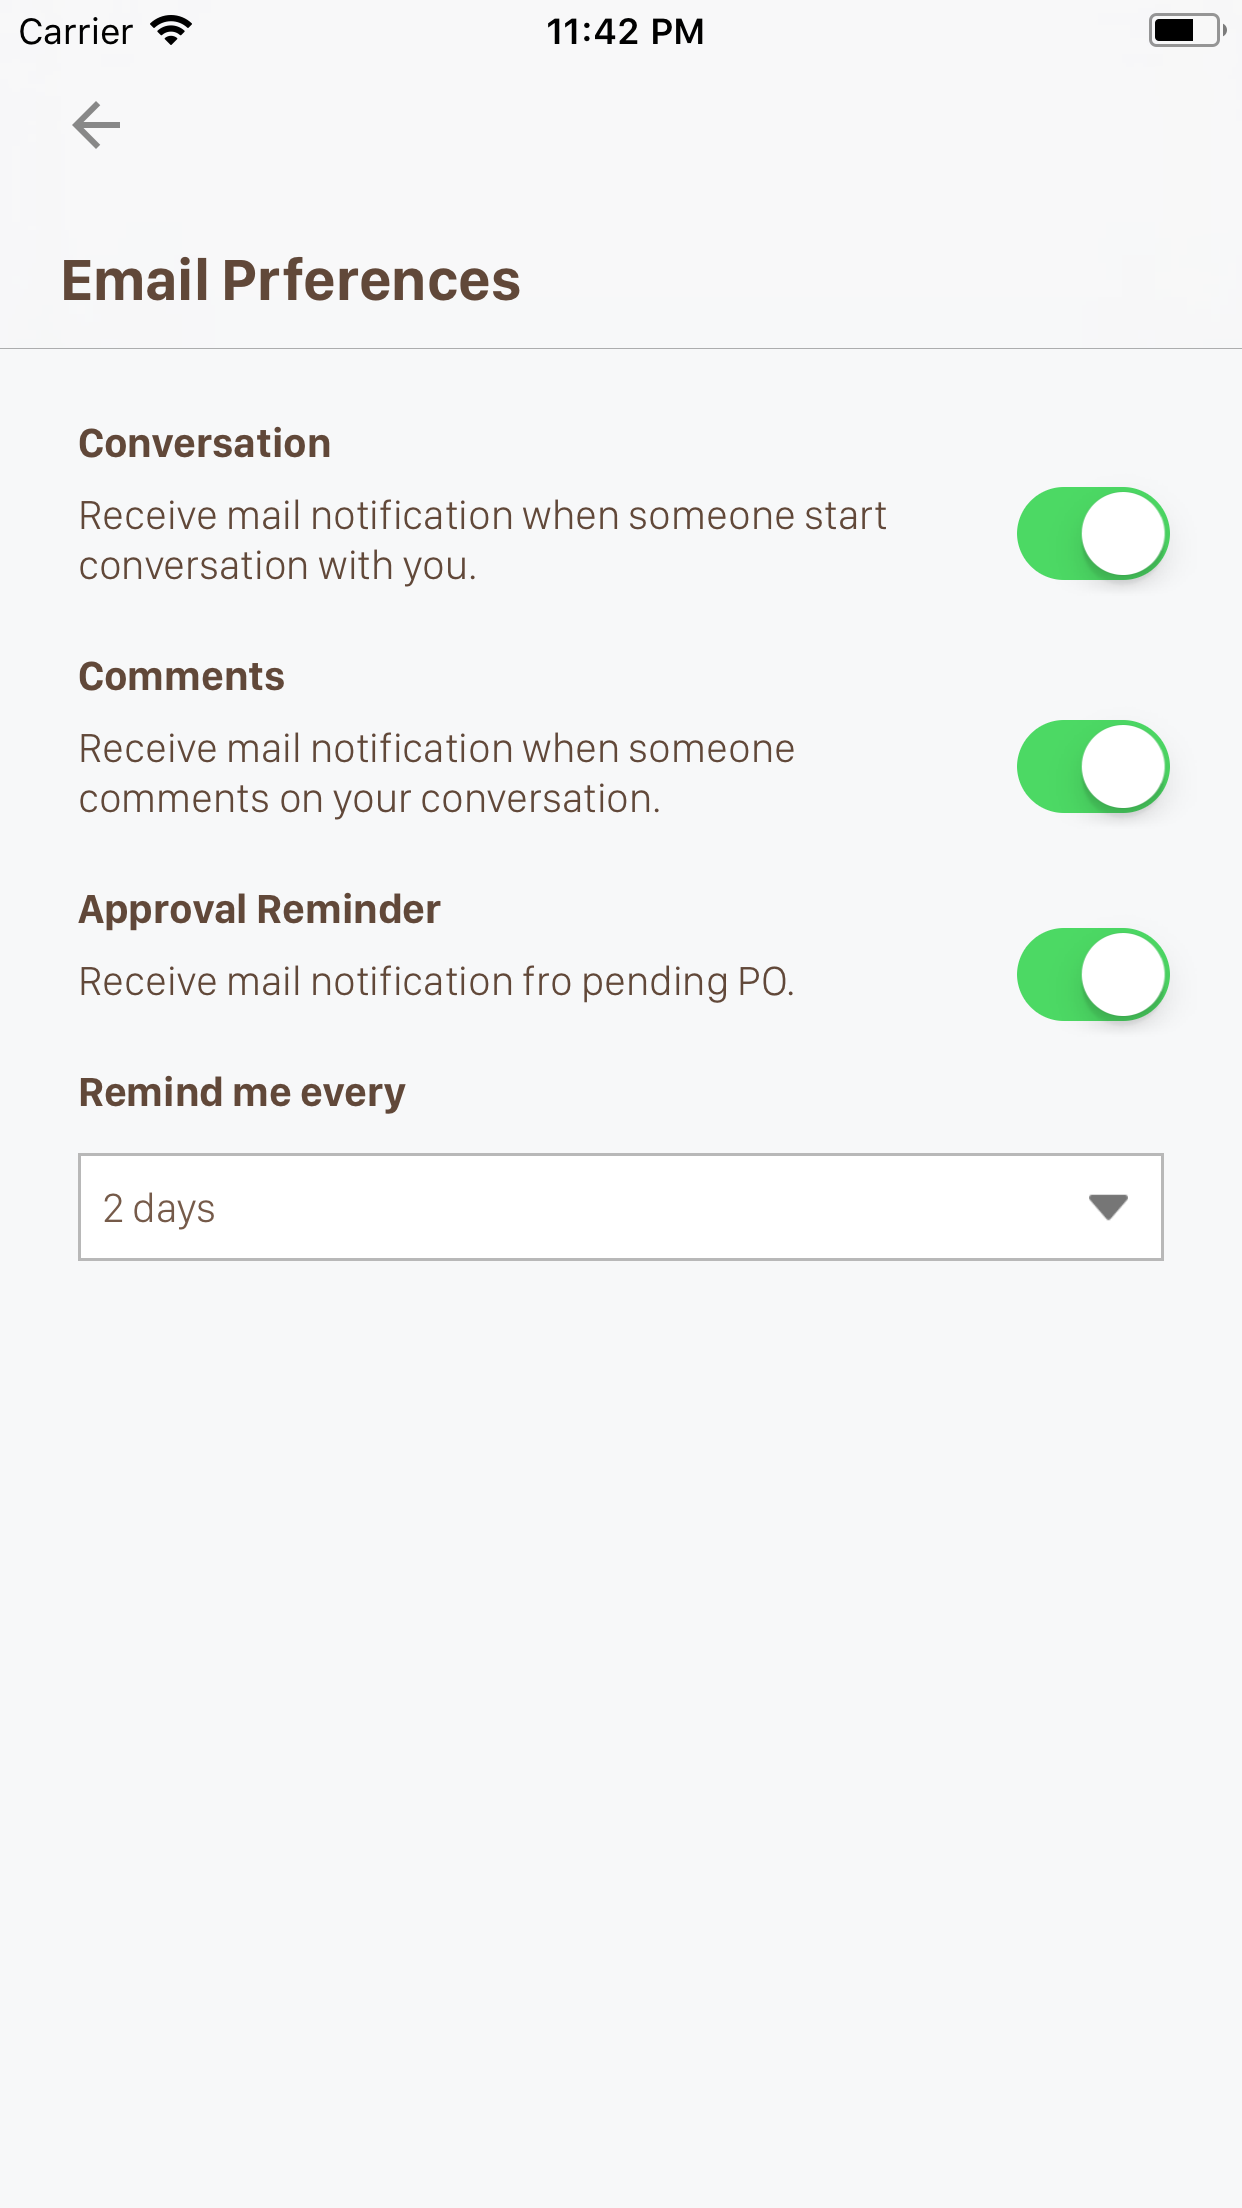 Carrier 11:42 PM
Email Prferences
Conversation
Receive mail notification when someone start
conversation with you.
Comments
Receive mail notification when someone
comments on your conversation.
Approval Reminder
Receive mail notification fro pending PO.
Remind me every
2 days